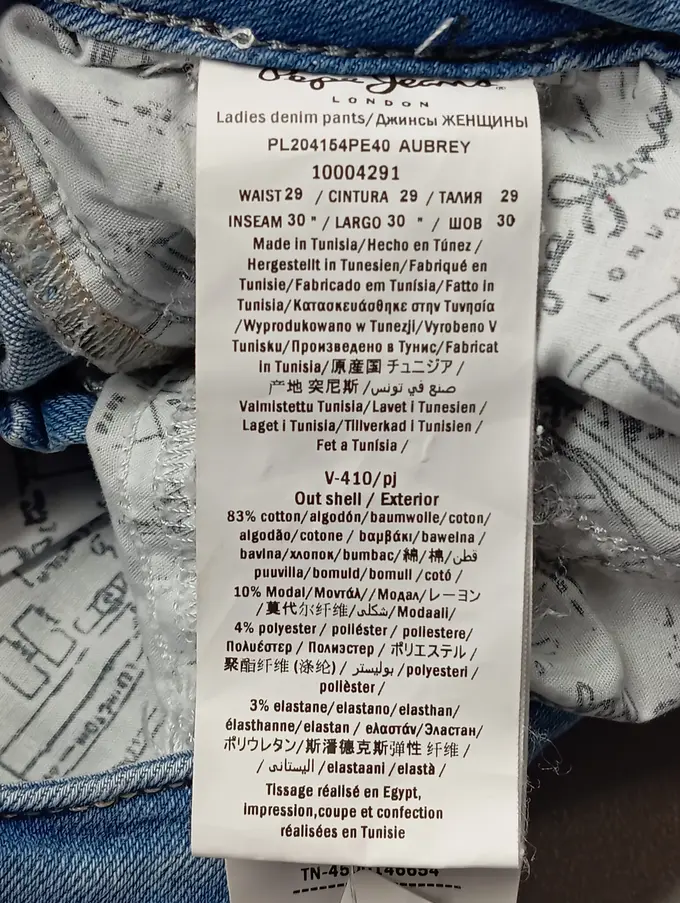 Pepe Jeans
LONDON
Ladies denim pants/Джинсы ЖЕНЩИНЫ
PL204154PE40 AUBREY
10004291
WAIST 29 / CINTURA 29 / ТАЛИЯ 29
INSEAM 30 " / LARGO 30 " / ШОВ 30
Made in Tunisia/Hecho en Túnez /
Hergestellt in Tunesien/Fabriqué en
Tunisie/Fabricado em Tunísia/Fatto in
Tunisia/Κατασκευάσθηκε στην Τυνησία
/Wyprodukowano w Tunezji/Vyrobeno V
Tunisku/Произведено в Тунис/Fabricat
in Tunisia/原産国 チュニジア /
产地 突尼斯 /صنع في تونس/
Valmistettu Tunisia/Lavet i Tunesien /
Laget i Tunisia/Tillverkad i Tunisien /
Fet a Tunísia /
V-410/pj
Out shell / Exterior
83% cotton/algodón/baumwolle/coton/
algodão/cotone / βαμβάκι/bawełna /
bavlna/хлопок/bumbac/綿/棉/قطن/
puuvilla/bomuld/bomull /cotó /
10% Modal/Μοντάλ//Модал/レーヨン
/莫代尔纤维/شكلى/Modaali/
4% polyester / poliéster / poliestere/
Πολυέστερ / Полиэстер / ポリエステル /
聚酯纤维 (涤纶) / بوليستر /polyesteri /
polièster /
3% elastane/elastano/elasthan/
élasthanne/elastan / ελαστάν/Эластан/
ポリウレタン/斯潘德克斯弹性 纤维/
/ اليستانى /elastaani /elastà /
Tissage réalisé en Egypt,
impression,coupe et confection
réalisées en Tunisie